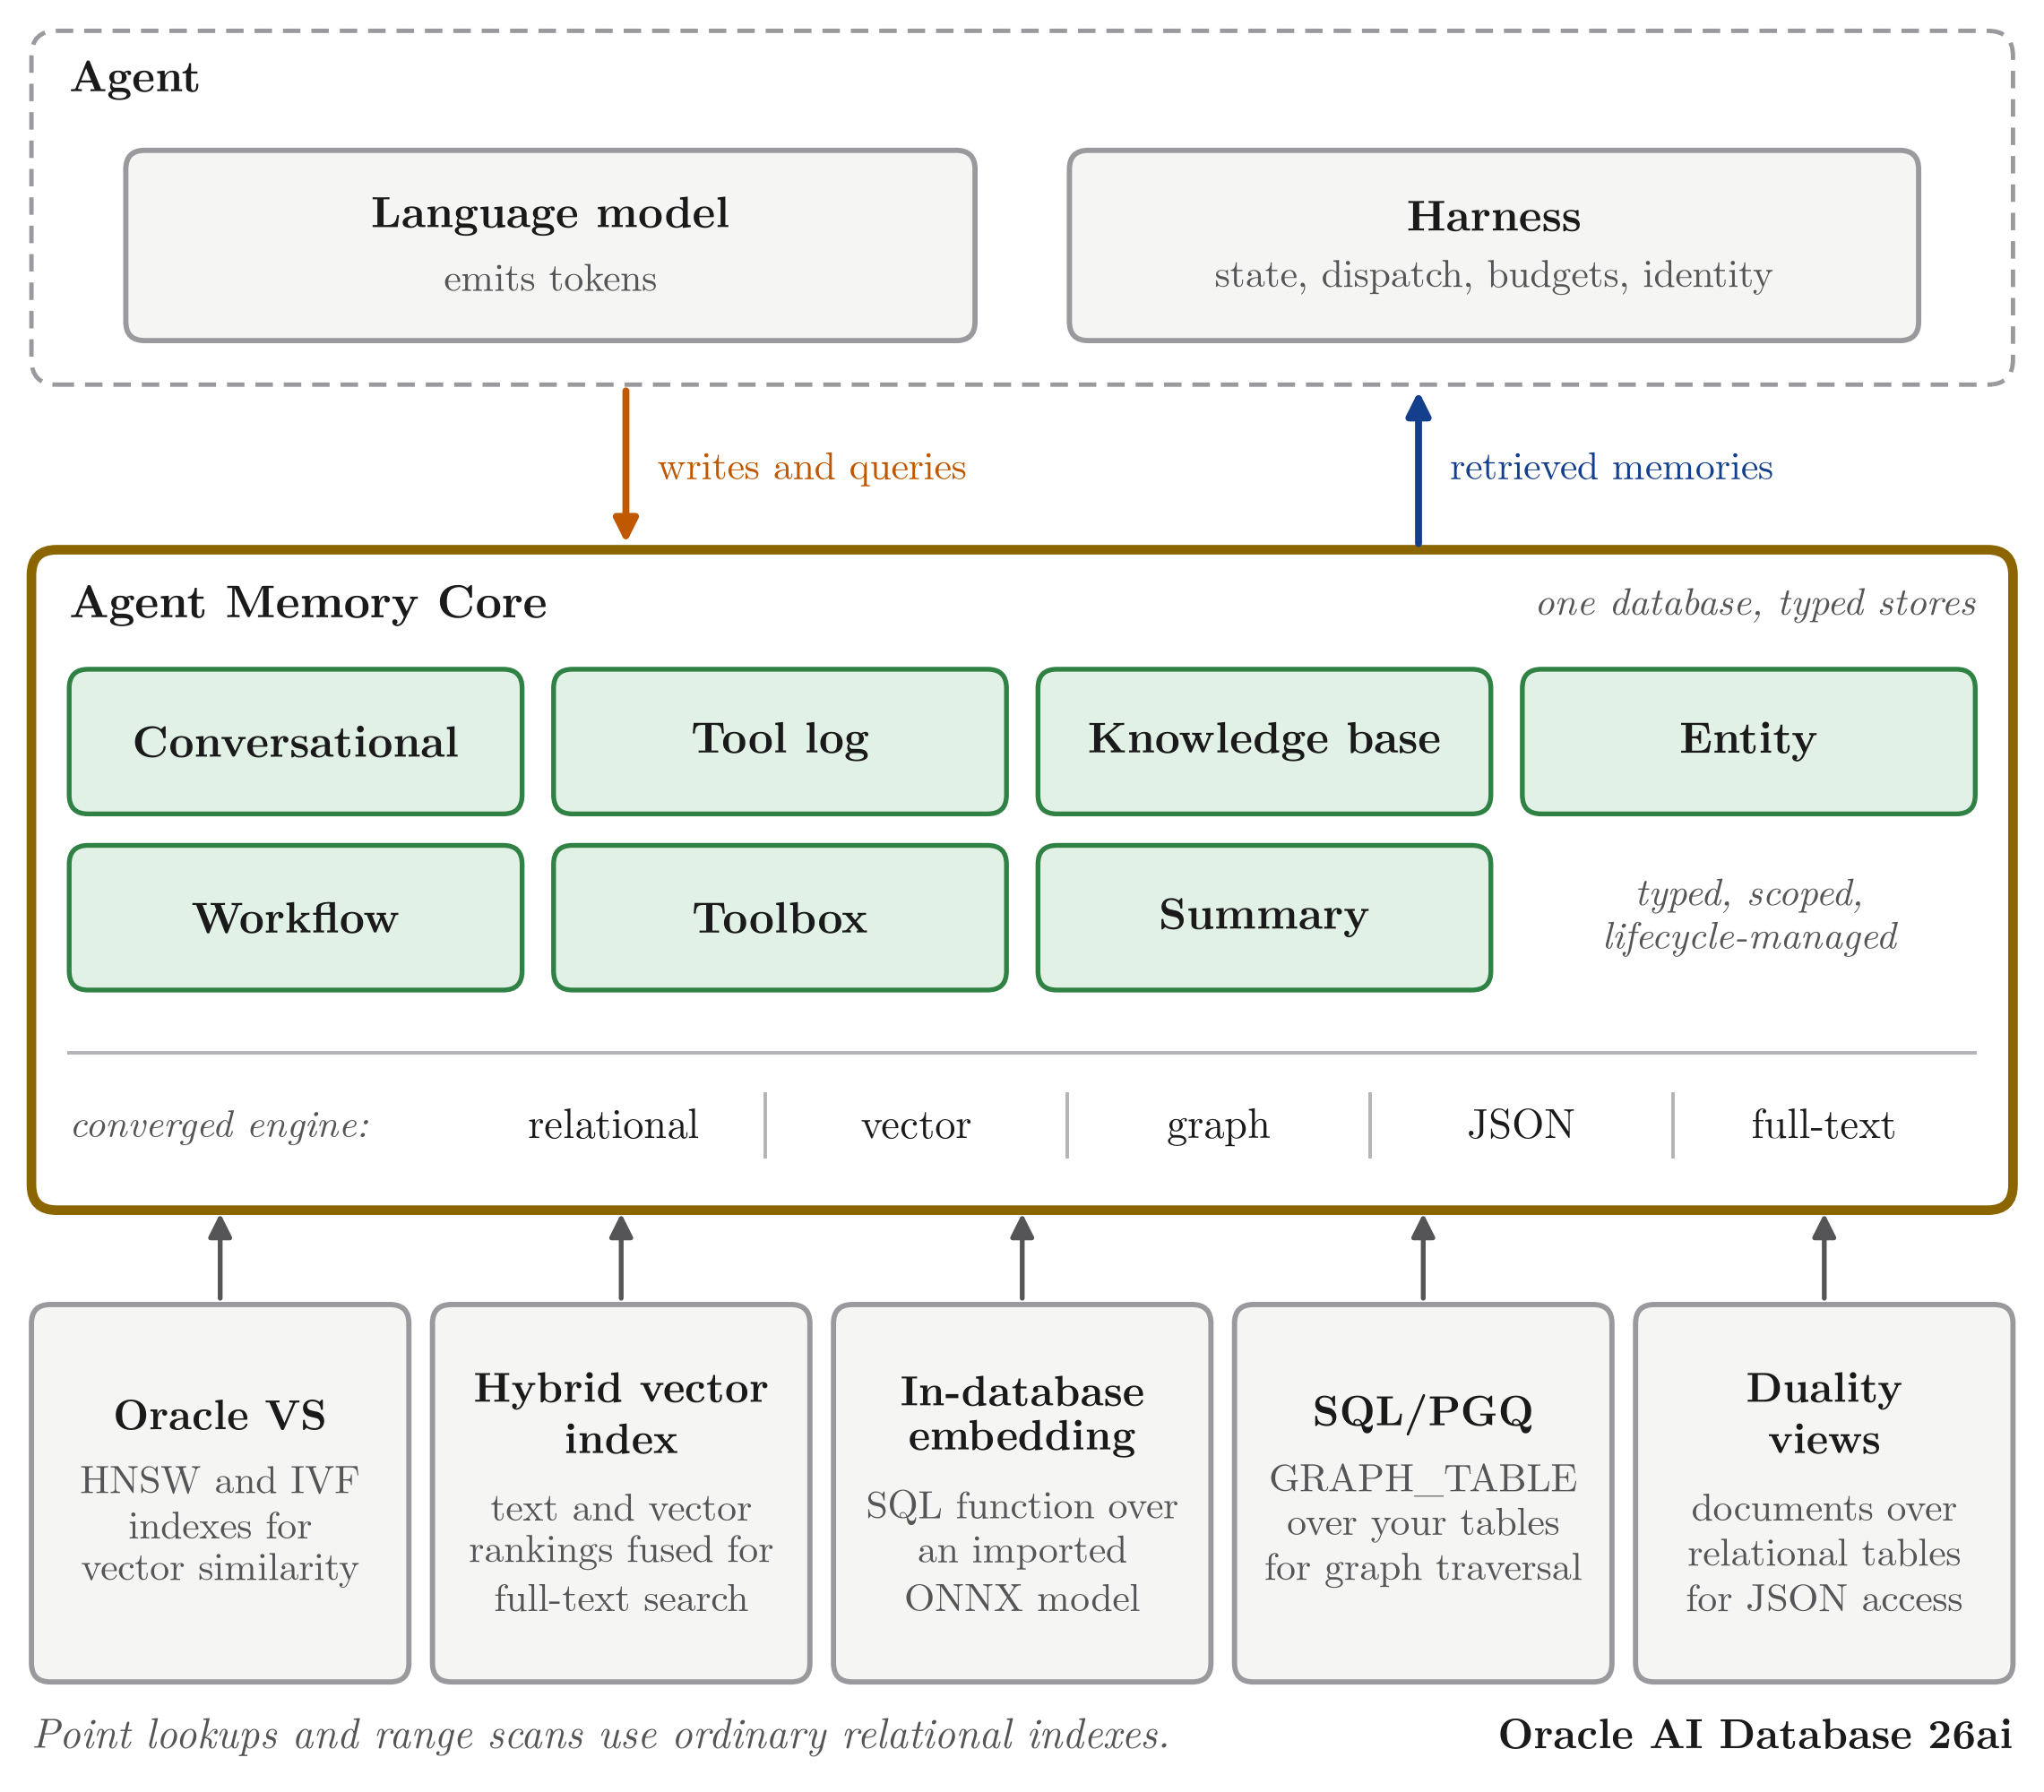 Agent
Language model
emits tokens
Harness
state, dispatch, budgets, identity
writes and queries
retrieved memories
Agent Memory Core
one database, typed stores
Conversational
Tool log
Knowledge base
Entity
Workflow
Toolbox
Summary
typed, scoped,
lifecycle-managed
converged engine:
relational
vector
graph
JSON
full-text
Oracle VS
HNSW and IVF
indexes for
vector similarity
Hybrid vector
index
text and vector
rankings fused for
full-text search
In-database
embedding
SQL function over
an imported
ONNX model
SQL/PGQ
GRAPH_TABLE
over your tables
for graph traversal
Duality
views
documents over
relational tables
for JSON access
Point lookups and range scans use ordinary relational indexes.
Oracle AI Database 26ai